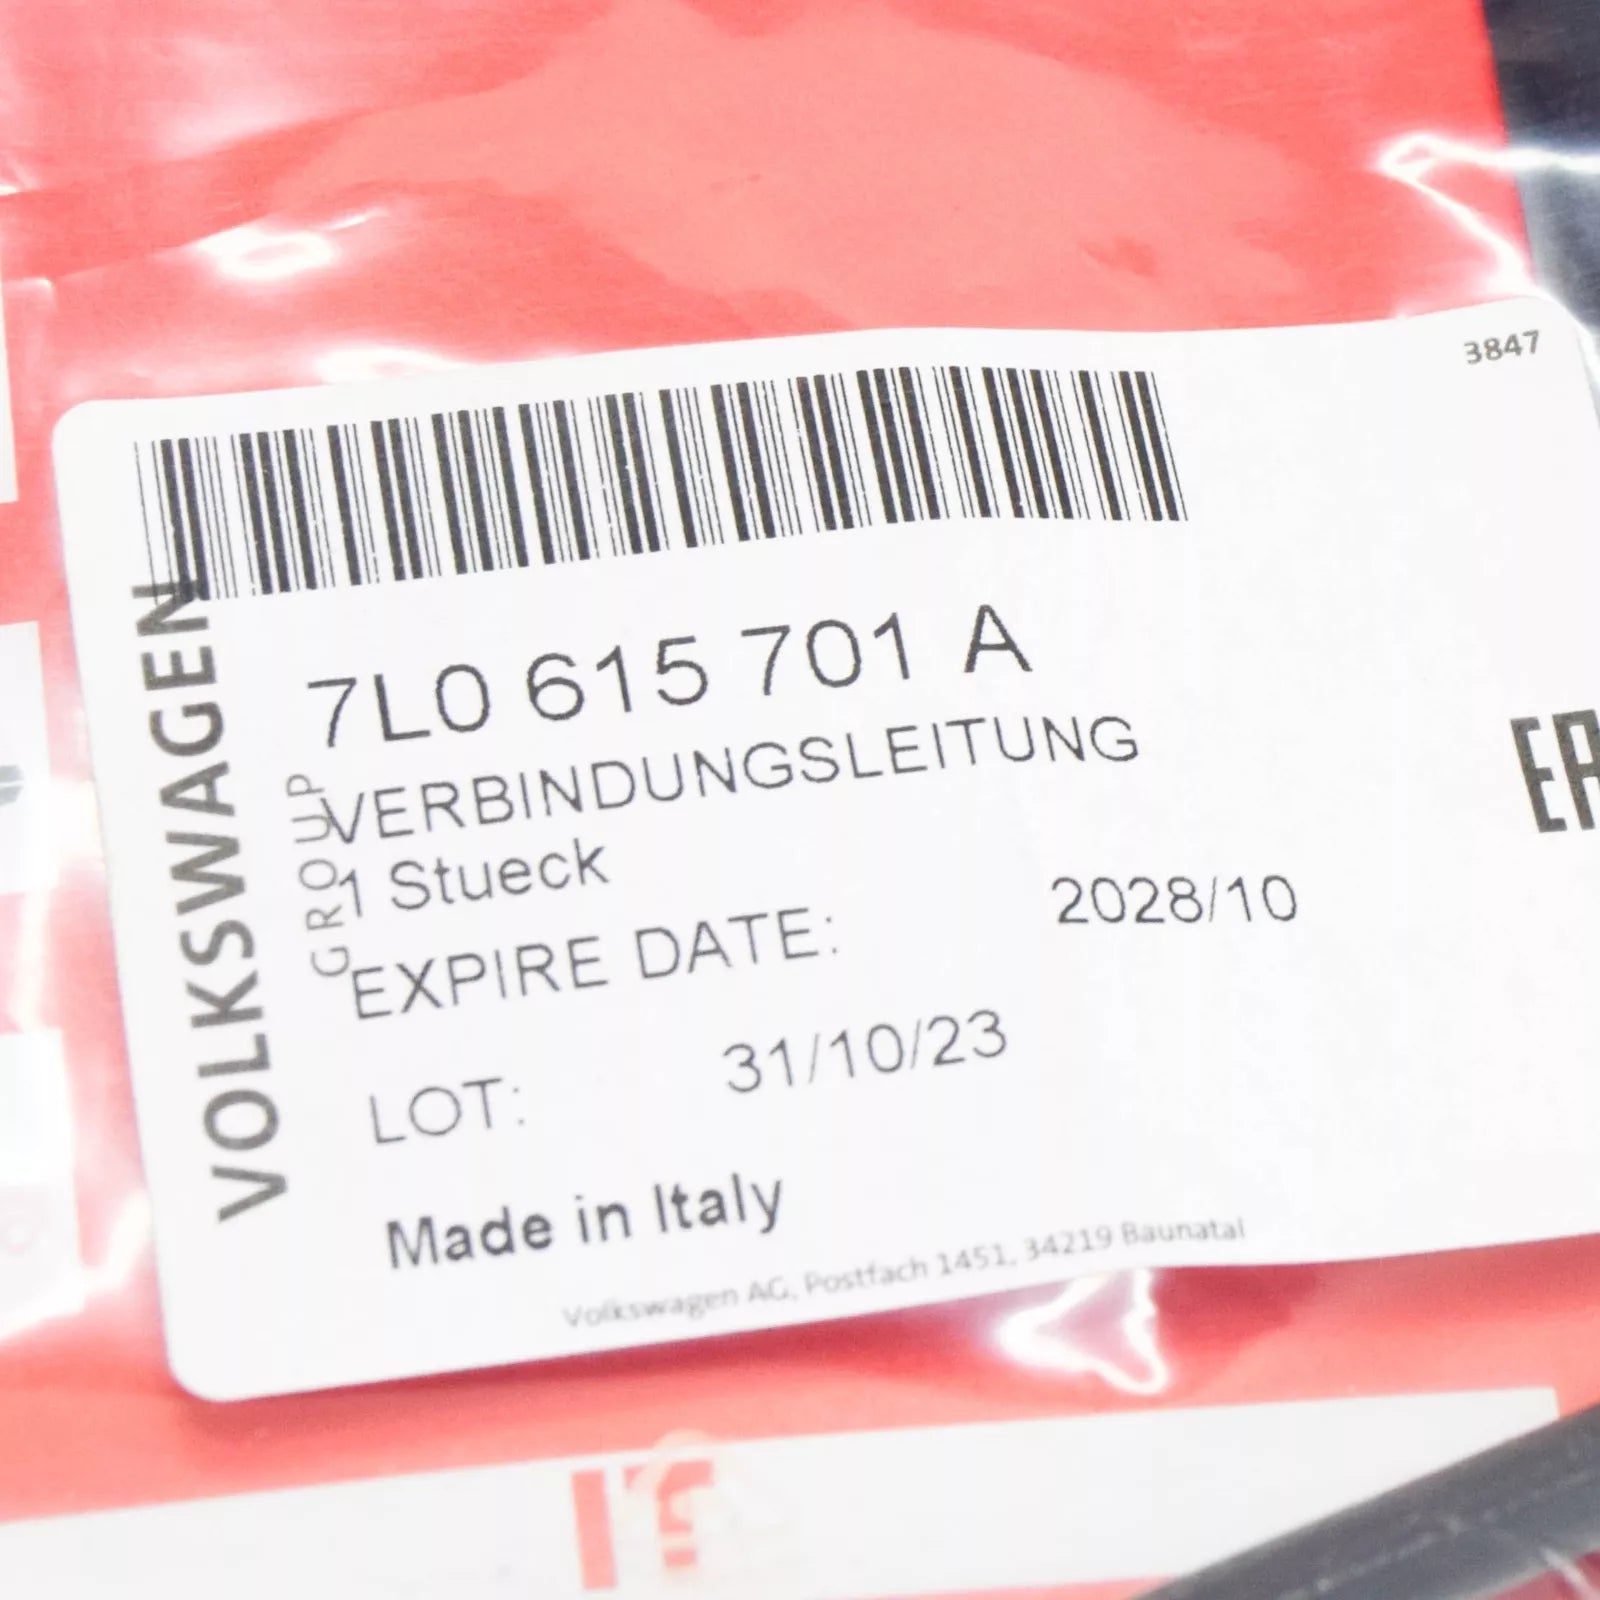 3847
VOLKSWAGEN
GROUP
7L0 615 701 A
VERBINDUNGSLEITUNG
1 Stueck
EXPIRE DATE: 2028/10
LOT: 31/10/23
Made in Italy
Volkswagen AG, Postfach 1451, 34219 Baunatal